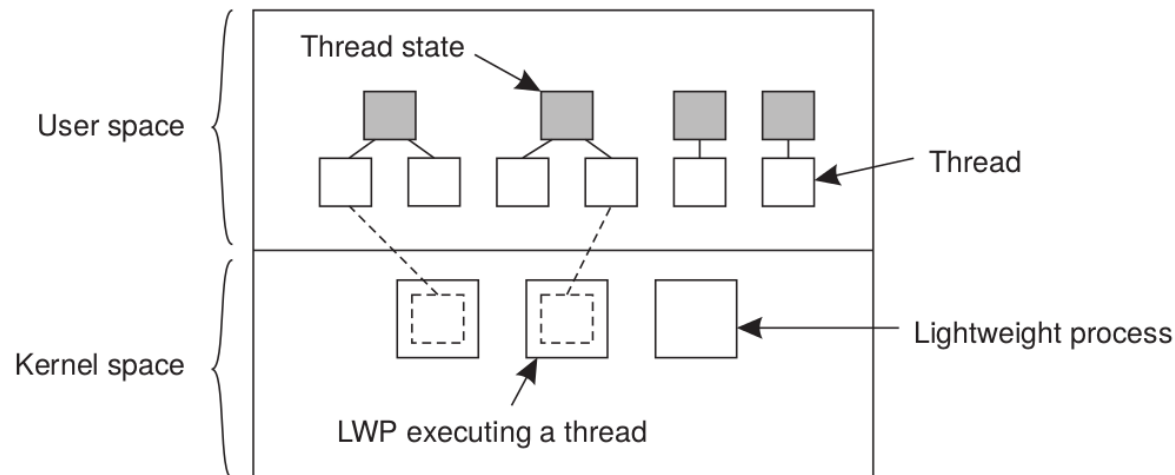 Thread state
User space
Thread
Lightweight process
Kernel space
LWP executing a thread